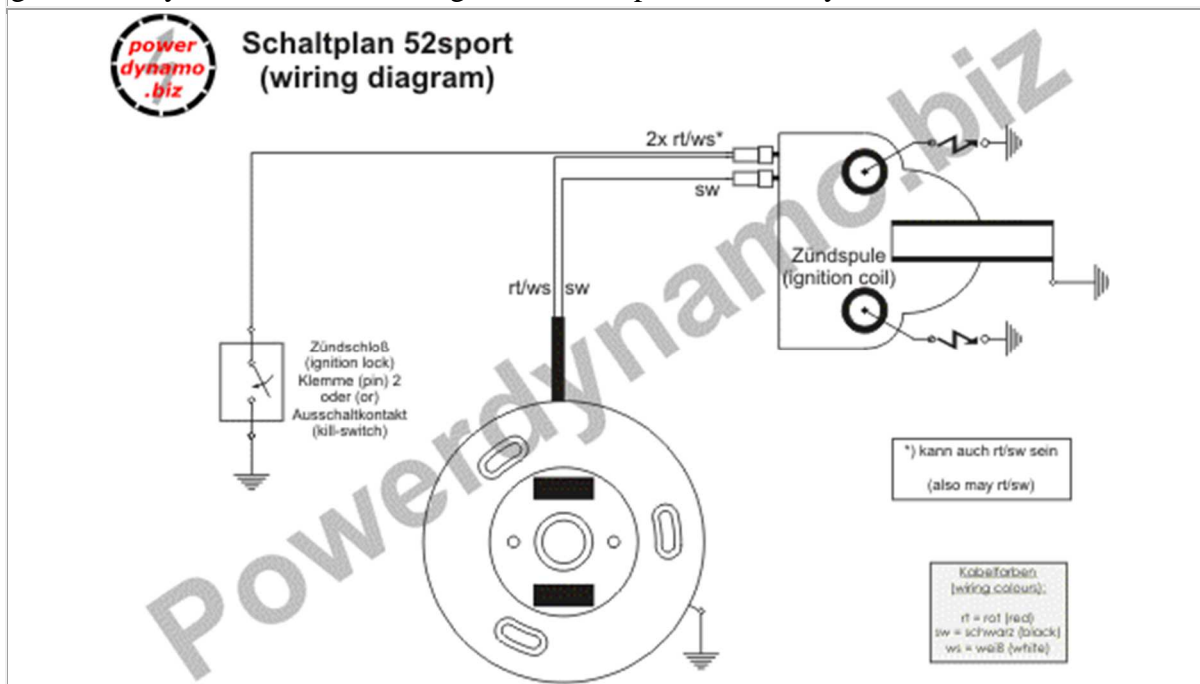 power
dynamo
.biz
Schaltplan 52sport
(wiring diagram)
2x rt/ws*
sw
Zündspule
(ignition coil)
rt/ws sw
Zündschloß
(ignition lock)
Klemme (pin) 2
oder (or)
Ausschaltkontakt
(kill-switch)
*) kann auch rt/sw sein
(also may rt/sw)
Kabelfarben
(wiring colours):
rt = rot (red)
sw = schwarz (black)
ws = weiß (white)
Powerdynamo.biz